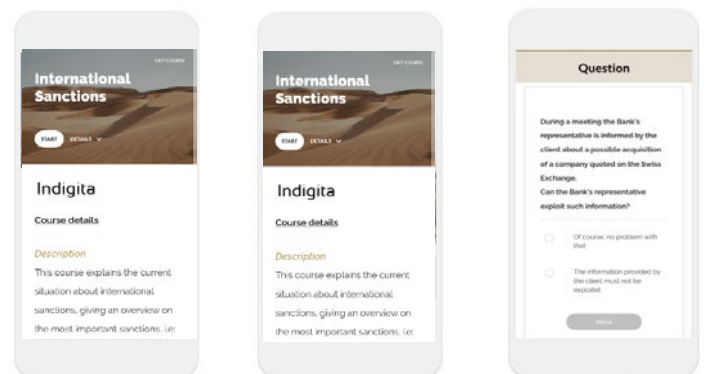 EXIT COURSE
International
Sanctions
START DETAILS
Indigita
Course details
Description
This course explains the current
situation about international
sanctions, giving an overview on
the most important sanctions, i.e:
EXIT COURSE
International
Sanctions
START DETAILS
Indigita
Course details
Description
This course explains the current
situation about international
sanctions, giving an overview on
the most important sanctions, i.e:
Question
During a meeting the Bank's
representative is informed by the
client about a possible acquisition
of a company quoted on the Swiss
Exchange.
Can the Bank's representative
exploit such information?
Of course, no problem with
that
The information provided by
the client must not be